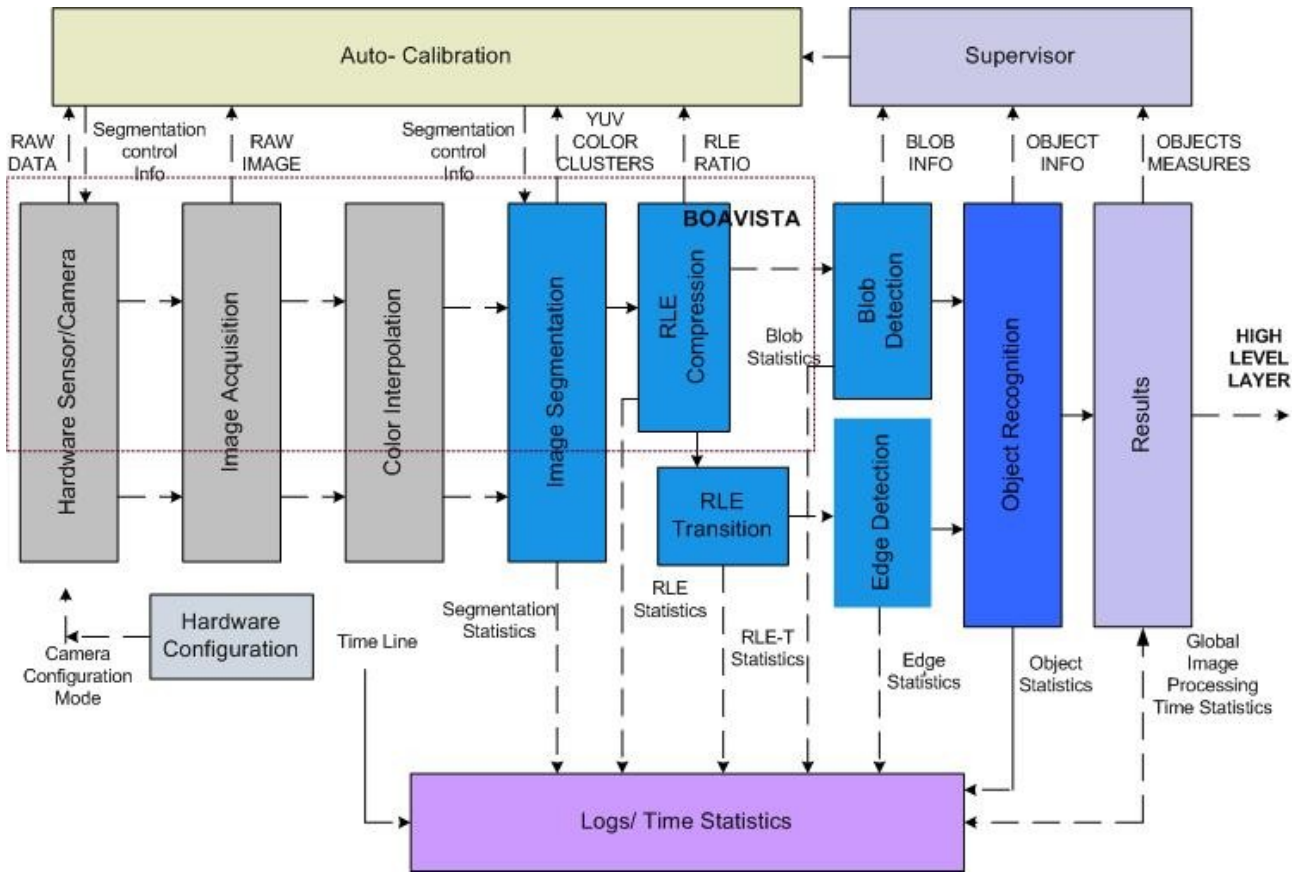 Auto- Calibration
Supervisor
RAW
DATA
Segmentation
control
Info
RAW
IMAGE
Segmentation
control
Info
YUV
COLOR
CLUSTERS
RLE
RATIO
BLOB
INFO
OBJECT
INFO
OBJECTS
MEASURES
BOAVISTA
Hardware Sensor/Camera
Image Acquisition
Color Interpolation
Image Segmentation
RLE
Compression
Blob
Statistics
Blob
Detection
Object Recognition
Results
HIGH
LEVEL
LAYER
RLE
Transition
Edge Detection
Hardware
Configuration
Camera
Configuration
Mode
Time Line
Segmentation
Statistics
RLE
Statistics
RLE-T
Statistics
Edge
Statistics
Object
Statistics
Global
Image
Processing
Time Statistics
Logs/ Time Statistics